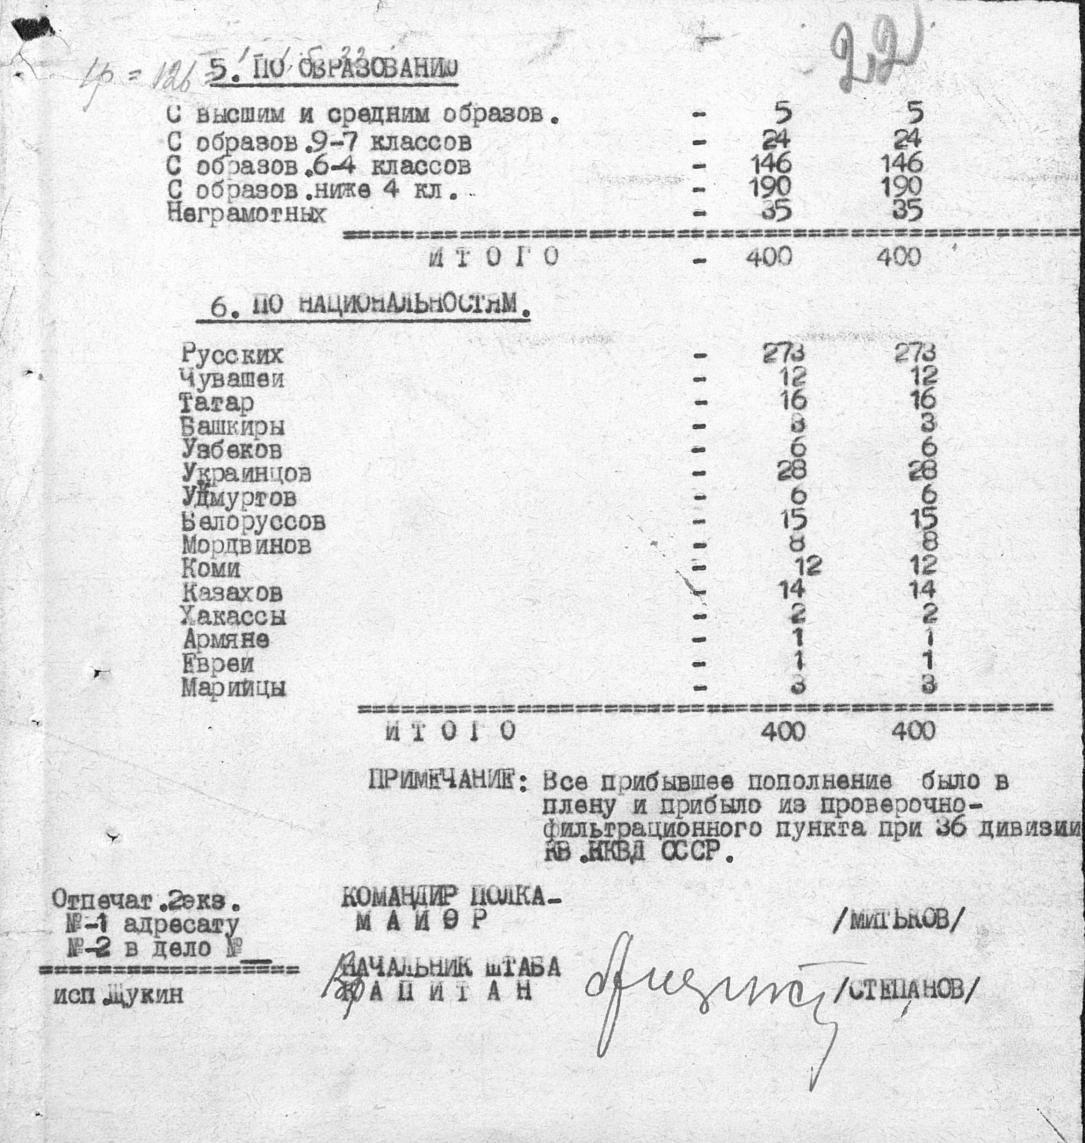 22
5. ПО ОБРАЗОВАНИЮ
С высшим и средним образов. - 5 5
С образов.9-7 классов - 24 24
С образов.6-4 классов - 146 146
С образов.ниже 4 кл. - 190 190
Неграмотных - 35 35
И Т О Г О - 400 400
6. ПО НАЦИОНАЛЬНОСТЯМ.
Русских - 273 273
Чувашей - 12 12
Татар - 16 16
Башкиры - 3 3
Узбеков - 6 6
Украинцов - 28 28
Удмуртов - 6 6
Белоруссов - 15 15
Мордвинов - 8 8
Коми - 12 12
Казахов - 14 14
Хакассы - 2 2
Армяне - 1 1
Евреи - 1 1
Марийцы - 3 3
И Т О Г О 400 400
ПРИМЕЧАНИЕ: Все прибывшее пополнение было в
плену и прибыло из проверочно-
фильтрационного пункта при 36 дивизии
КВ.НКВД СССР.
Отпечат.2экз.
№-1 адресату
№-2 в дело №__
исп.Щукин
КОМАНДИР ПОЛКА-
М А Й О Р /МИТЬКОВ/
НАЧАЛЬНИК ШТАБА
К А П И Т А Н /СТЕПАНОВ/